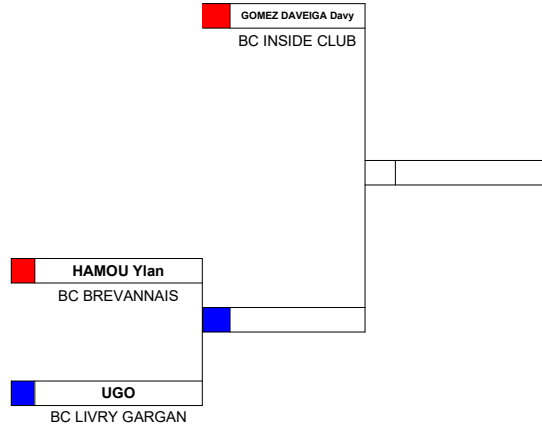 GOMEZ DAVEIGA Davy
BC INSIDE CLUB
HAMOU Ylan
BC BREVANNAIS
UGO
BC LIVRY GARGAN